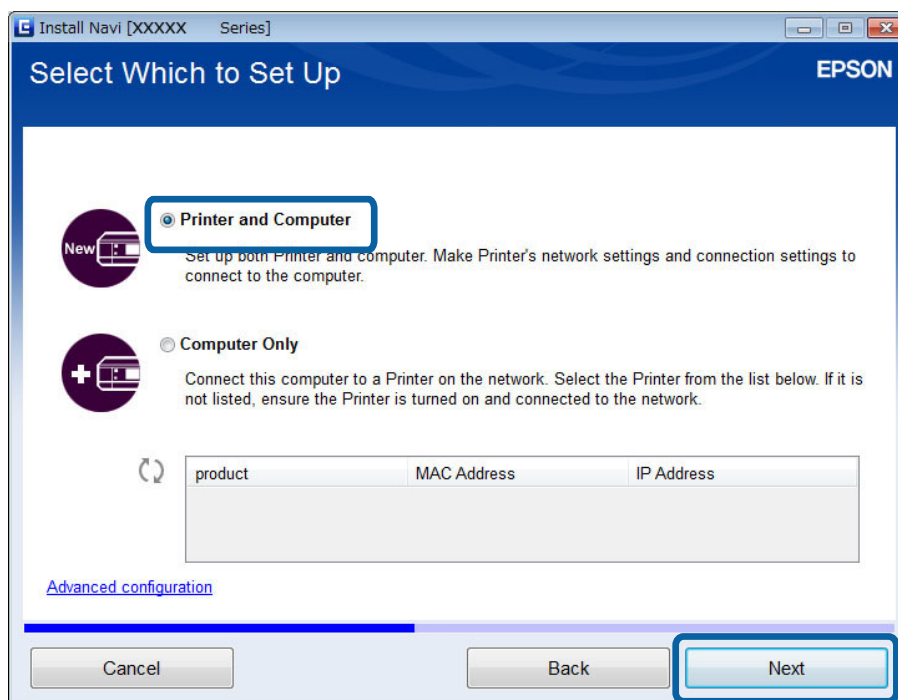 Install Navi [XXXXX Series]
Select Which to Set Up
EPSON
New
Printer and Computer
Set up both Printer and computer. Make Printer's network settings and connection settings to
connect to the computer.
Computer Only
Connect this computer to a Printer on the network. Select the Printer from the list below. If it is
not listed, ensure the Printer is turned on and connected to the network.
product MAC Address IP Address
Advanced configuration
Cancel Back Next